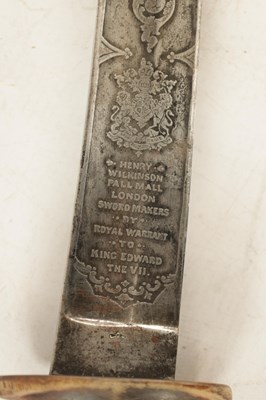 · HENRY ·
WILKINSON
PALL MALL
LONDON
SWORD MAKERS
· BY ·
ROYAL WARRANT
· TO ·
KING EDWARD
THE VII.